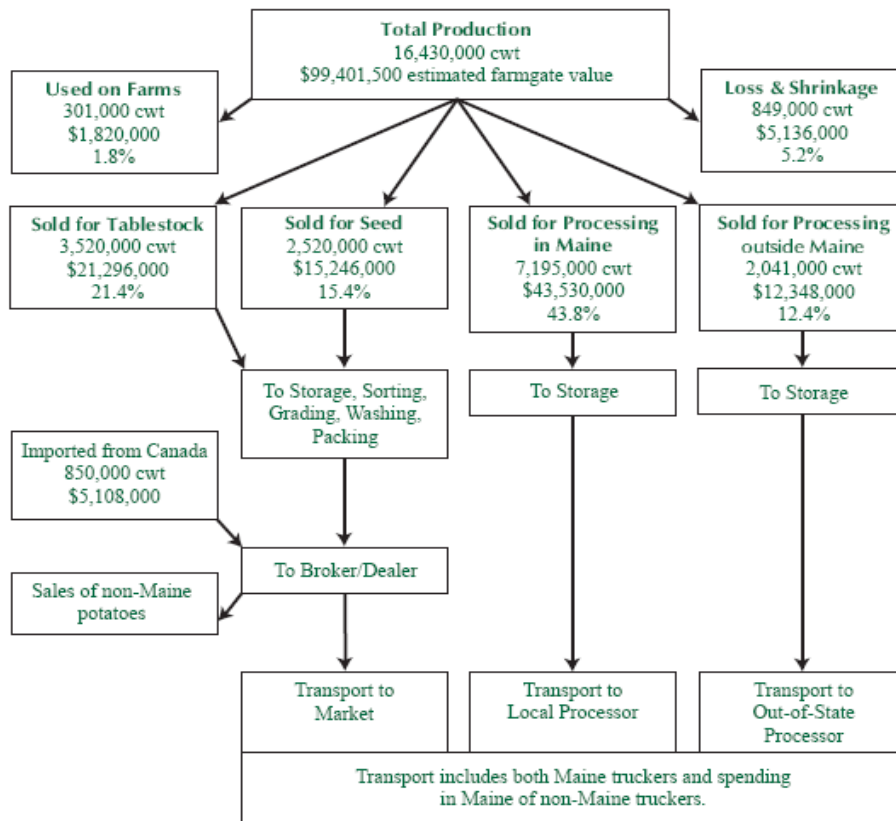 Total Production
16,430,000 cwt
$99,401,500 estimated farmgate value
Used on Farms
301,000 cwt
$1,820,000
1.8%
Loss & Shrinkage
849,000 cwt
$5,136,000
5.2%
Sold for Tablestock
3,520,000 cwt
$21,296,000
21.4%
Sold for Seed
2,520,000 cwt
$15,246,000
15.4%
Sold for Processing
in Maine
7,195,000 cwt
$43,530,000
43.8%
Sold for Processing
outside Maine
2,041,000 cwt
$12,348,000
12.4%
To Storage, Sorting,
Grading, Washing,
Packing
To Storage
To Storage
Imported from Canada
850,000 cwt
$5,108,000
To Broker/Dealer
Sales of non-Maine
potatoes
Transport to
Market
Transport to
Local Processor
Transport to
Out-of-State
Processor
Transport includes both Maine truckers and spending
in Maine of non-Maine truckers.